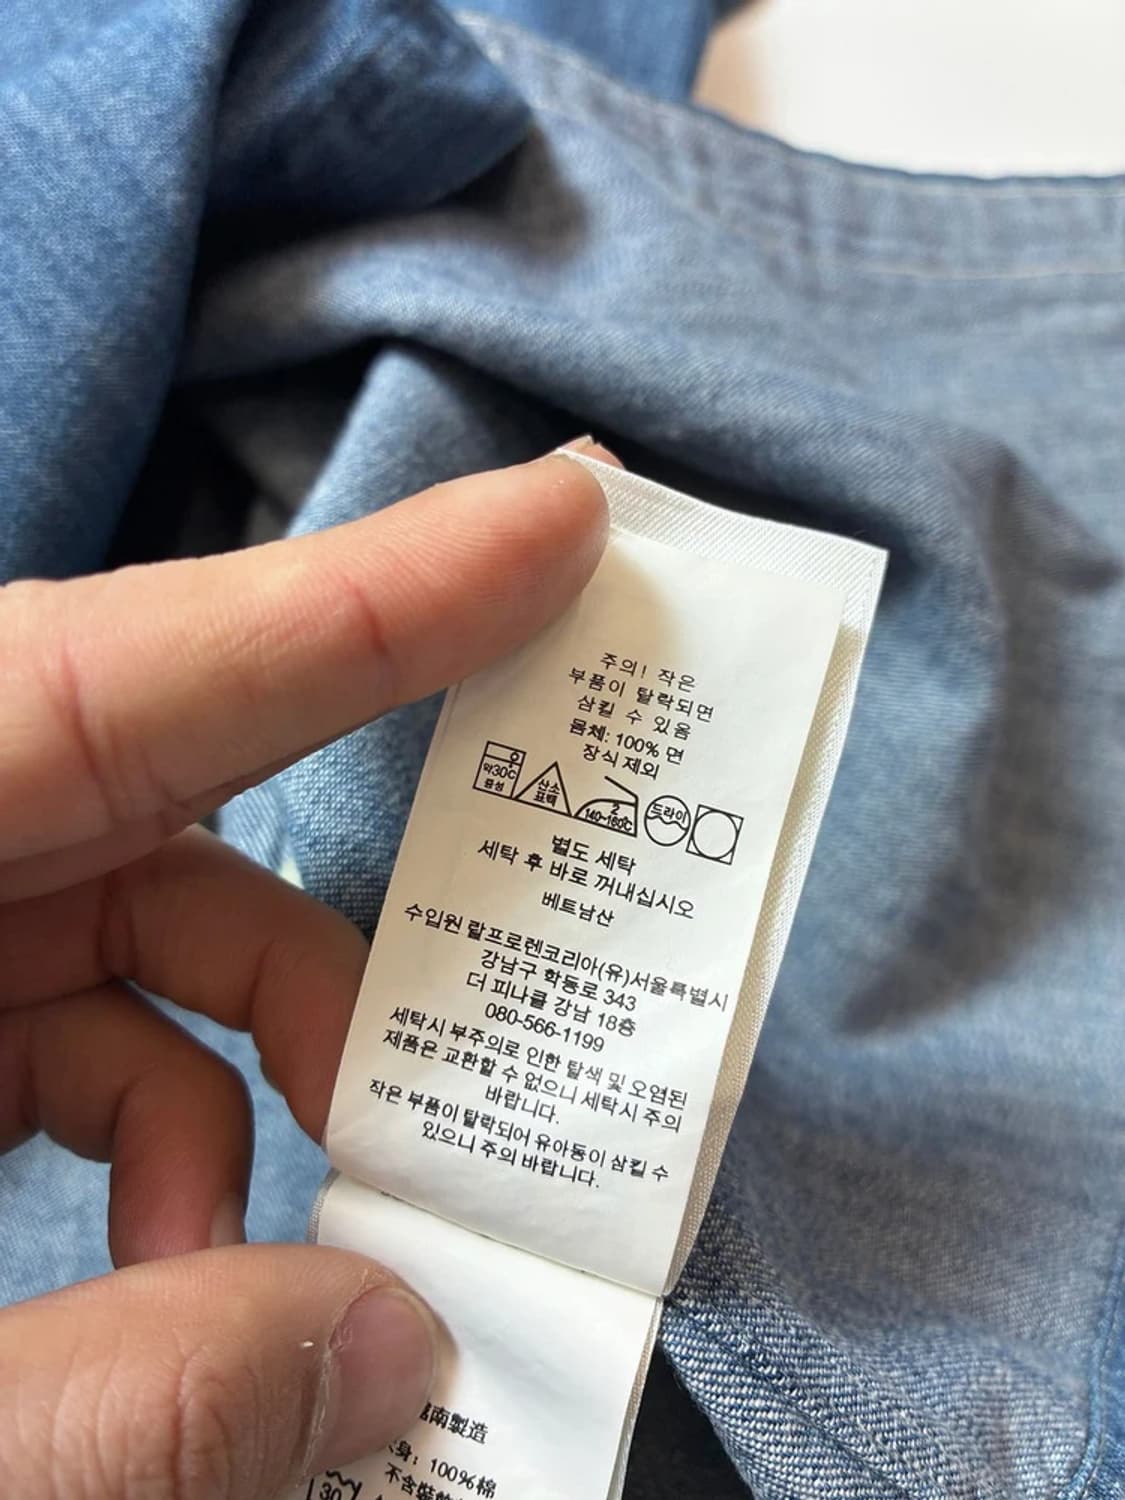 주의! 작은
부품이 탈락되면
삼킬 수 있음
몸체: 100% 면
장식 제외
약30℃
중성
산소
표백
2
140~160℃
드라이
별도 세탁
세탁 후 바로 꺼내십시오
베트남산
수입원 랄프로렌코리아(유)서울특별시
강남구 학동로 343
더 피나클 강남 18층
080-566-1199
세탁시 부주의로 인한 탈색 및 오염된
제품은 교환할 수 없으니 세탁시 주의
바랍니다.
작은 부품이 탈락되어 유아동이 삼킬 수
있으니 주의 바랍니다.
南製造
身: 100%棉
不含裝飾
30